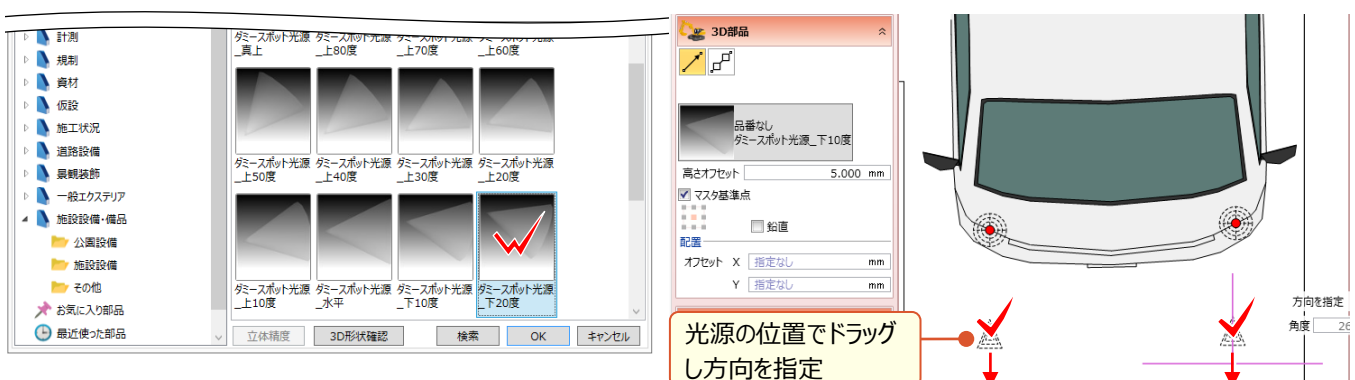 計測
規制
資材
仮設
施工状況
道路設備
景観装飾
一般エクステリア
施設設備・備品
公園設備
施設設備
その他
お気に入り部品
最近使った部品
ダミースポット光源 ダミースポット光源 ダミースポット光源 ダミースポット光源
_真上 _上80度 _上70度 _上60度
ダミースポット光源 ダミースポット光源 ダミースポット光源 ダミースポット光源
_上50度 _上40度 _上30度 _上20度
ダミースポット光源 ダミースポット光源 ダミースポット光源 ダミースポット光源
_上10度 _水平 _下10度 _下20度
立体精度 3D形状確認 検索 OK キャンセル
3D部品
品番なし
ダミースポット光源_下10度
高さオフセット 5.000 mm
マスタ基準点
鉛直
配置
オフセット X 指定なし mm
Y 指定なし mm
光源の位置でドラッグ
し方向を指定
方向を指定
角度 26